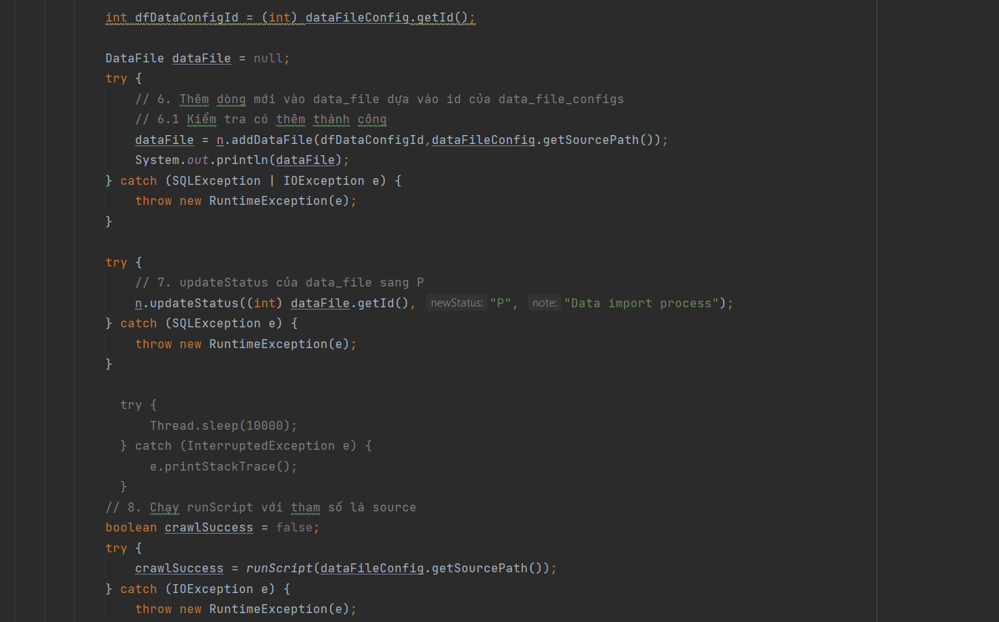 int dfDataConfigId = (int) dataFileConfig.getId();
DataFile dataFile = null;
try {
// 6. Thêm dòng mới vào data_file dựa vào id của data_file_configs
// 6.1 Kiểm tra có thêm thành công
dataFile = n.addDataFile(dfDataConfigId,dataFileConfig.getSourcePath());
System.out.println(dataFile);
} catch (SQLException | IOException e) {
throw new RuntimeException(e);
}
try {
// 7. updateStatus của data_file sang P
n.updateStatus((int) dataFile.getId(), newStatus: "P", note: "Data import process");
} catch (SQLException e) {
throw new RuntimeException(e);
}
try {
Thread.sleep(10000);
} catch (InterruptedException e) {
e.printStackTrace();
}
// 8. Chạy runScript với tham số là source
boolean crawlSuccess = false;
try {
crawlSuccess = runScript(dataFileConfig.getSourcePath());
} catch (IOException e) {
throw new RuntimeException(e);